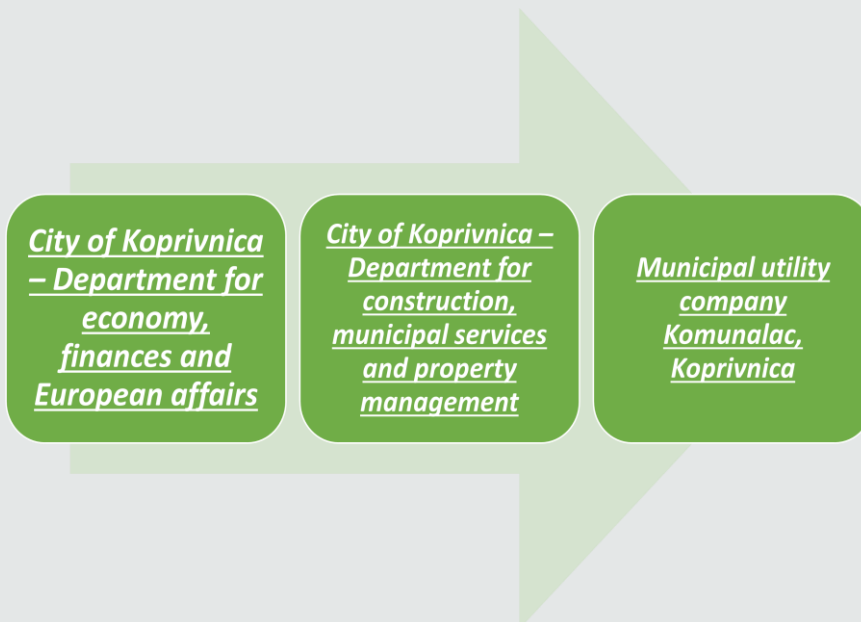 City of Koprivnica
– Department for
economy,
finances and
European affairs
City of Koprivnica –
Department for
construction,
municipal services
and property
management
Municipal utility
company
Komunalac,
Koprivnica